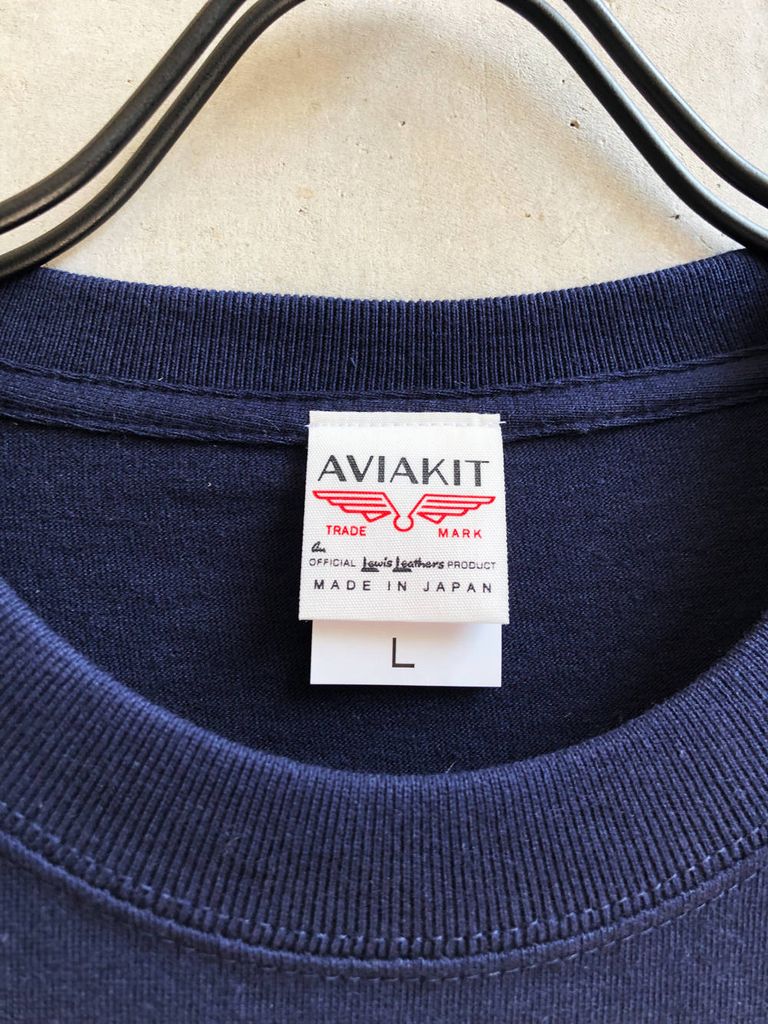 AVIAKIT
TRADE MARK
An
OFFICIAL Lewis Leathers PRODUCT
MADE IN JAPAN
L